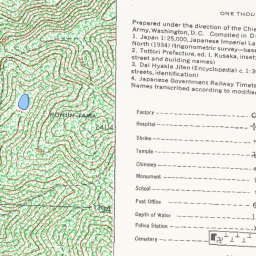 ONE THOU
Prepared under the direction of the Chie
Army, Washington, D. C. Compiled in D
1. Japan 1:25,000, Japanese Imperial La
North (1934) (trigonometric survey—base
2. Tottori Prefecture, ed. I. Kusaka, inset:
street and building names)
3. Dai Hyakka Jiten (Encyclopedia) c. 1:3
streets, identification)
4. Japanese Government Railway Timeta
Names transcribed according to modifie
HONJIN YAMA
Factory
Hospital
Shrine
Temple
Chimney
Monument
School
Post Office
Depth of Water
Police Station
Cemetery